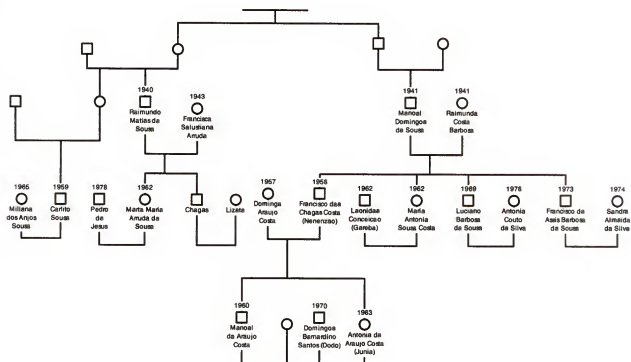 1940
Raimundo
Matias da
Sousa
1943
Francisca
Salustiana
Arruda
1941
Manoal
Domingos
de Sousa
1941
Raimunda
Costa
Barbosa
1965
Miliana
dos Anjos
Sousa
1959
Carlito
Sousa
1978
Pedro
de
Jesus
1962
Marta Maria
Arruda da
Sousa
Chagas
Lizete
1957
Dominga
Araujo
Costa
1958
Francisco das
Chagas Costa
(Nenenzao)
1962
Leonidas
Conceicao
(Gareba)
1962
Maria
Antonia
Sousa Costa
1969
Luciano
Barbosa
de Sousa
1978
Antonia
Couto
da Silva
1973
Francisco de
Assis Barbosa
de Sousa
1974
Sandra
Almeida
da Silva
1960
Manoal
da Araujo
Costa
1970
Domingos
Bernardino
Santos (Dodo)
1963
Antonia da
Araujo Costa
(Junia)